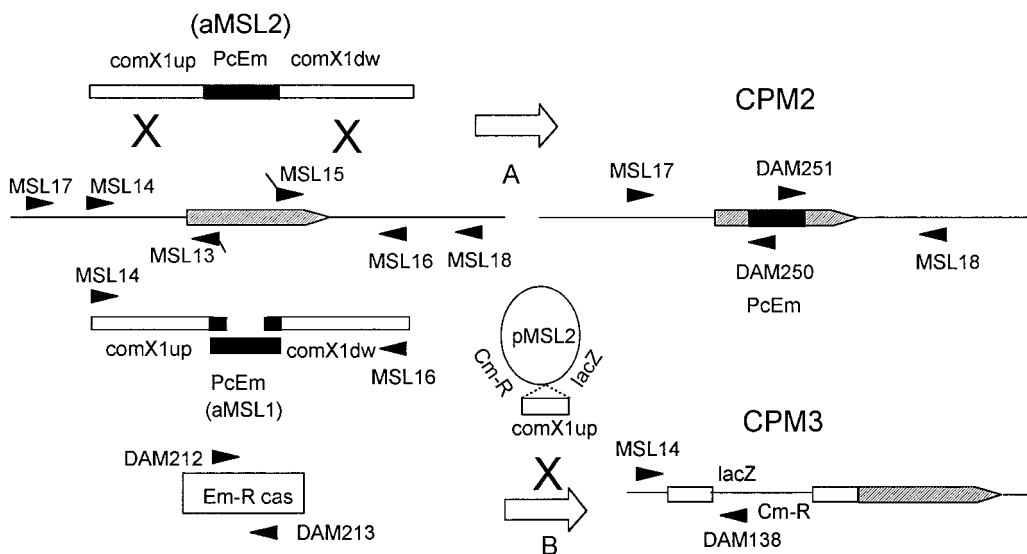 (aMSL2)
comX1up PcEm comX1dw
CPM2
X X
A
MSL17 MSL14 MSL15
MSL13 MSL16 MSL18
MSL17 DAM251
DAM250 MSL18
PcEm
MSL14
comX1up comX1dw
MSL16
PcEm
(aMSL1)
pMSL2
Cm-R lacZ
comX1up
X
B
DAM212
Em-R cas
DAM213
CPM3
MSL14
lacZ
Cm-R
DAM138